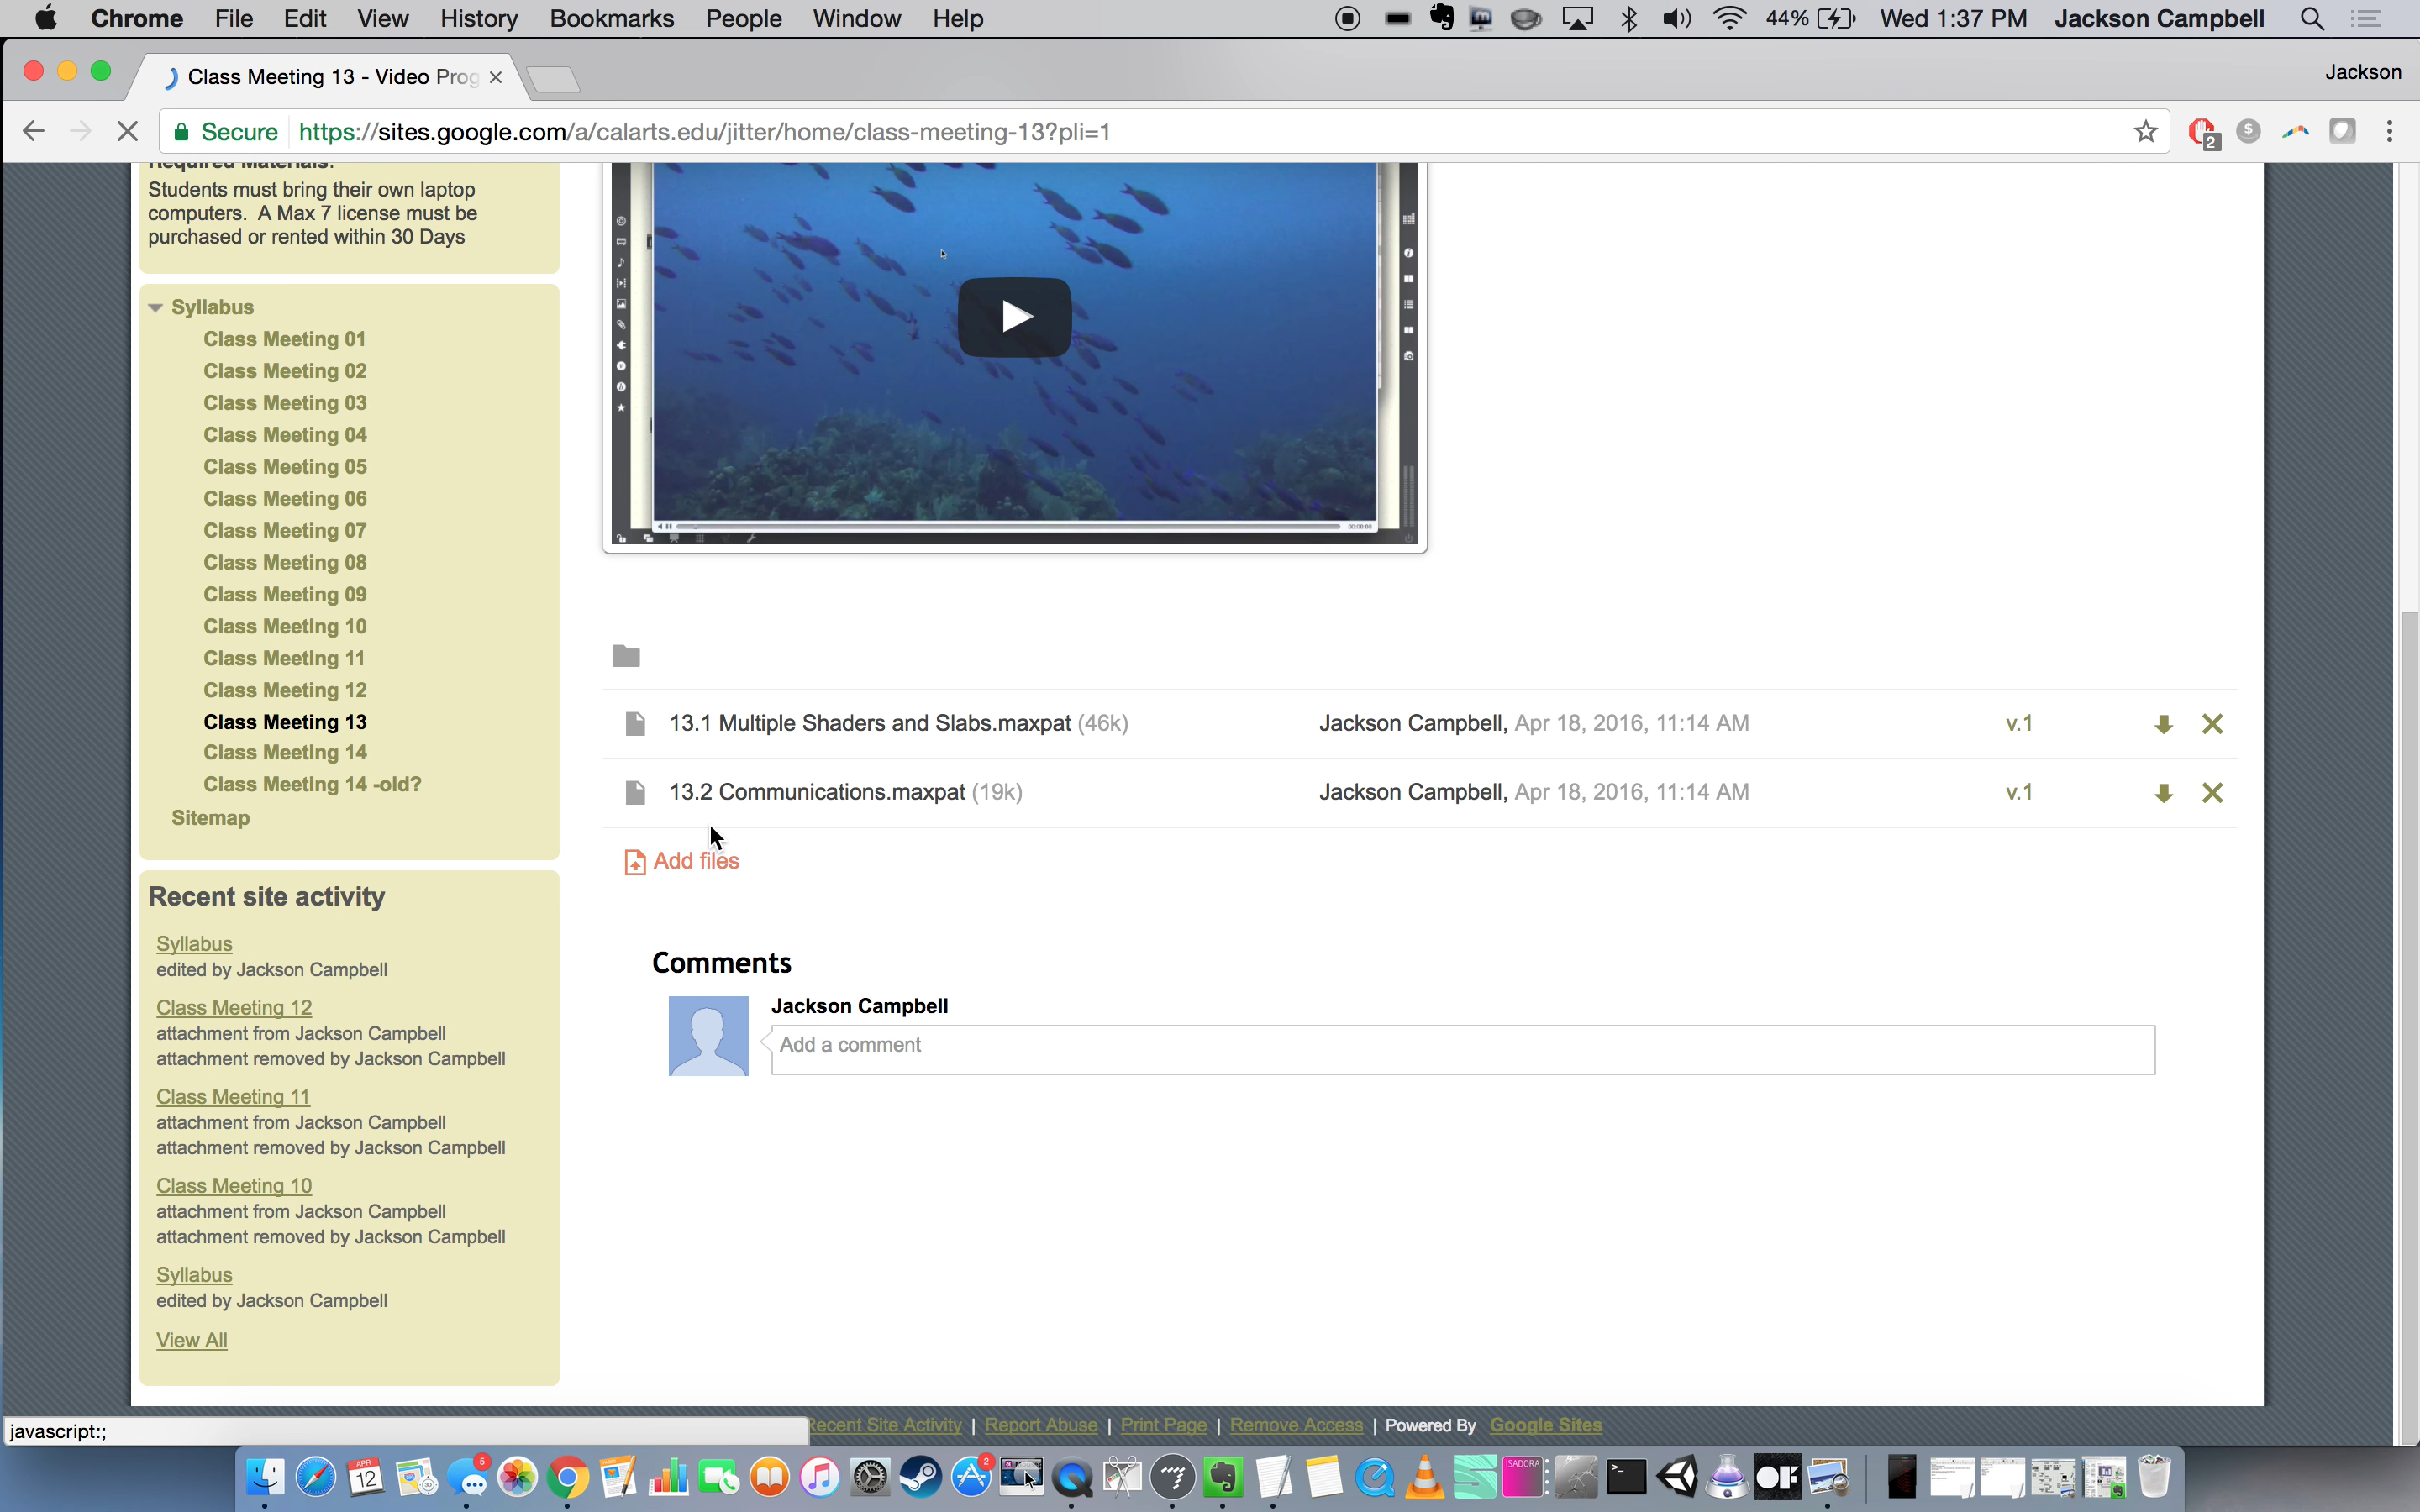 Chrome File Edit View History Bookmarks People Window Help 44% Wed 1:37 PM Jackson Campbell
Class Meeting 13 - Video Prog
Jackson
Secure https://sites.google.com/a/calarts.edu/jitter/home/class-meeting-13?pli=1
2
Required Materials:
Students must bring their own laptop
computers. A Max 7 license must be
purchased or rented within 30 Days
Syllabus
Class Meeting 01
Class Meeting 02
Class Meeting 03
Class Meeting 04
Class Meeting 05
Class Meeting 06
Class Meeting 07
Class Meeting 08
Class Meeting 09
Class Meeting 10
Class Meeting 11
Class Meeting 12
Class Meeting 13
Class Meeting 14
Class Meeting 14 -old?
Sitemap
Recent site activity
Syllabus
edited by Jackson Campbell
Class Meeting 12
attachment from Jackson Campbell
attachment removed by Jackson Campbell
Class Meeting 11
attachment from Jackson Campbell
attachment removed by Jackson Campbell
Class Meeting 10
attachment from Jackson Campbell
attachment removed by Jackson Campbell
Syllabus
edited by Jackson Campbell
View All
13.1 Multiple Shaders and Slabs.maxpat (46k) Jackson Campbell, Apr 18, 2016, 11:14 AM v.1
13.2 Communications.maxpat (19k) Jackson Campbell, Apr 18, 2016, 11:14 AM v.1
Add files
Comments
Jackson Campbell
Add a comment
javascript:;
Recent Site Activity | Report Abuse | Print Page | Remove Access | Powered By Google Sites
APR
12
5
2
ISADORA